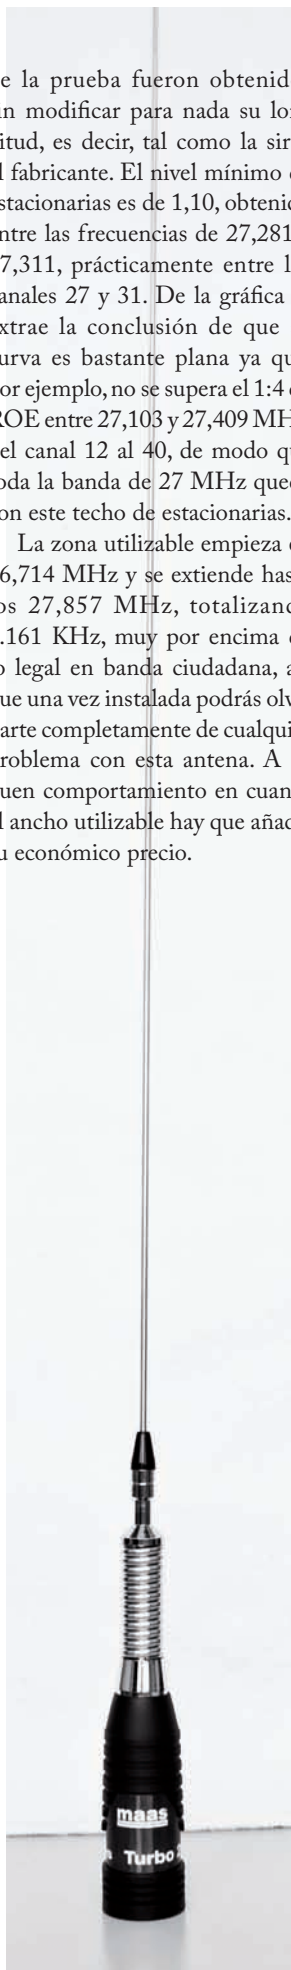 e la prueba fueron obtenid
n modificar para nada su lo
itud, es decir, tal como la sir
l fabricante. El nivel mínimo
stacionarias es de 1,10, obteni
ntre las frecuencias de 27,281
7,311, prácticamente entre l
anales 27 y 31. De la gráfica
xtrae la conclusión de que
urva es bastante plana ya qu
or ejemplo, no se supera el 1:4
ROE entre 27,103 y 27,409 MH
el canal 12 al 40, de modo q
oda la banda de 27 MHz que
on este techo de estacionarias.
La zona utilizable empieza
6,714 MHz y se extiende has
os 27,857 MHz, totalizan
.161 KHz, muy por encima
o legal en banda ciudadana, a
ue una vez instalada podrás olv
arte completamente de cualqui
roblema con esta antena. A
uen comportamiento en cuan
l ancho utilizable hay que añad
u económico precio.
maas
Turbo